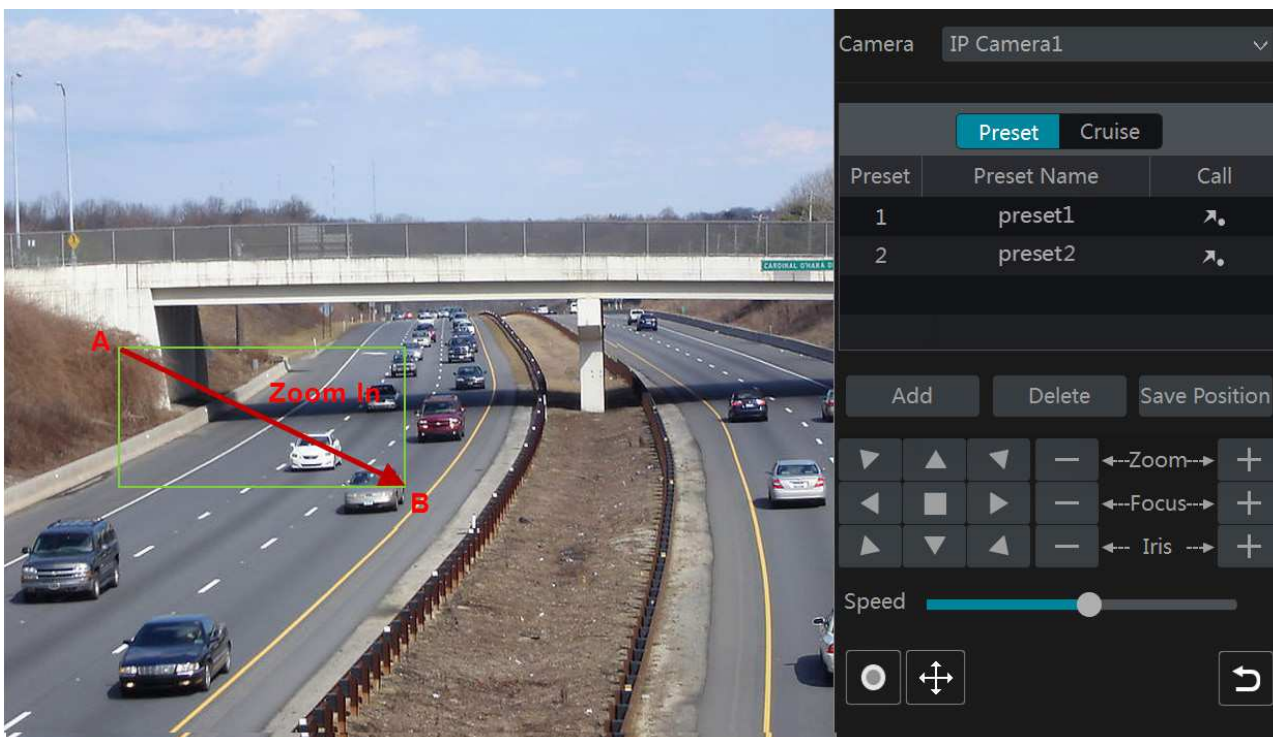 Camera IP Camera1
Preset Cruise
Preset Preset Name Call
1 preset1
2 preset2
CARDINAL O'HARA D
A
Zoom In
B
Add Delete Save Position
Zoom
Focus
Iris
Speed